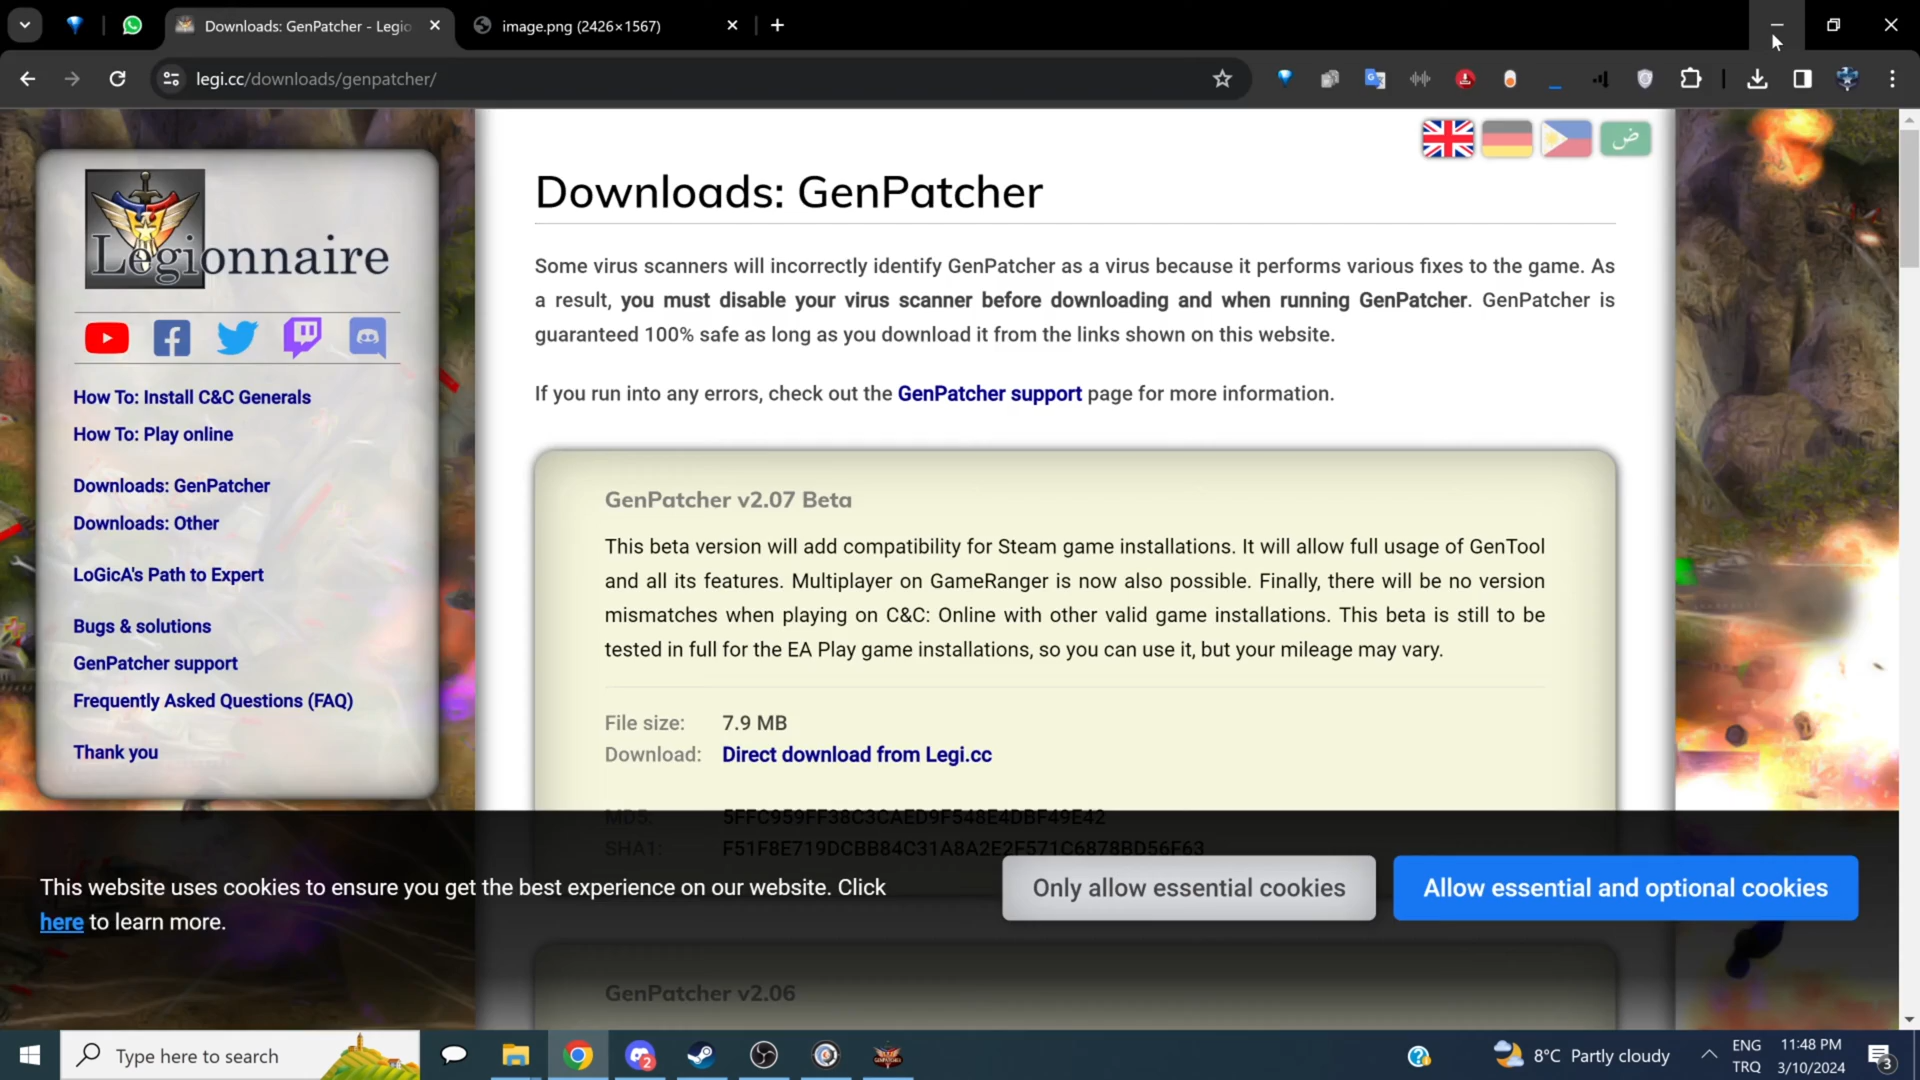 Downloads: GenPatcher - Legio
image.png (2426×1567)
legi.cc/downloads/genpatcher/
ض
Legionnaire
Downloads: GenPatcher
Some virus scanners will incorrectly identify GenPatcher as a virus because it performs various fixes to the game. As
a result, you must disable your virus scanner before downloading and when running GenPatcher. GenPatcher is
guaranteed 100% safe as long as you download it from the links shown on this website.
If you run into any errors, check out the GenPatcher support page for more information.
How To: Install C&C Generals
How To: Play online
Downloads: GenPatcher
Downloads: Other
LoGicA's Path to Expert
Bugs & solutions
GenPatcher support
Frequently Asked Questions (FAQ)
Thank you
GenPatcher v2.07 Beta
This beta version will add compatibility for Steam game installations. It will allow full usage of GenTool
and all its features. Multiplayer on GameRanger is now also possible. Finally, there will be no version
mismatches when playing on C&C: Online with other valid game installations. This beta is still to be
tested in full for the EA Play game installations, so you can use it, but your mileage may vary.
File size: 7.9 MB
Download: Direct download from Legi.cc
MD5: 5FFC959FF38C3CAED9F548E4DBF49E42
SHA1: F51F8E719DCBB84C31A8A2E2F571C6878BD56F63
This website uses cookies to ensure you get the best experience on our website. Click
here to learn more.
Only allow essential cookies
Allow essential and optional cookies
GenPatcher v2.06
Type here to search
2
8°C Partly cloudy
ENG
TRQ
11:48 PM
3/10/2024
3